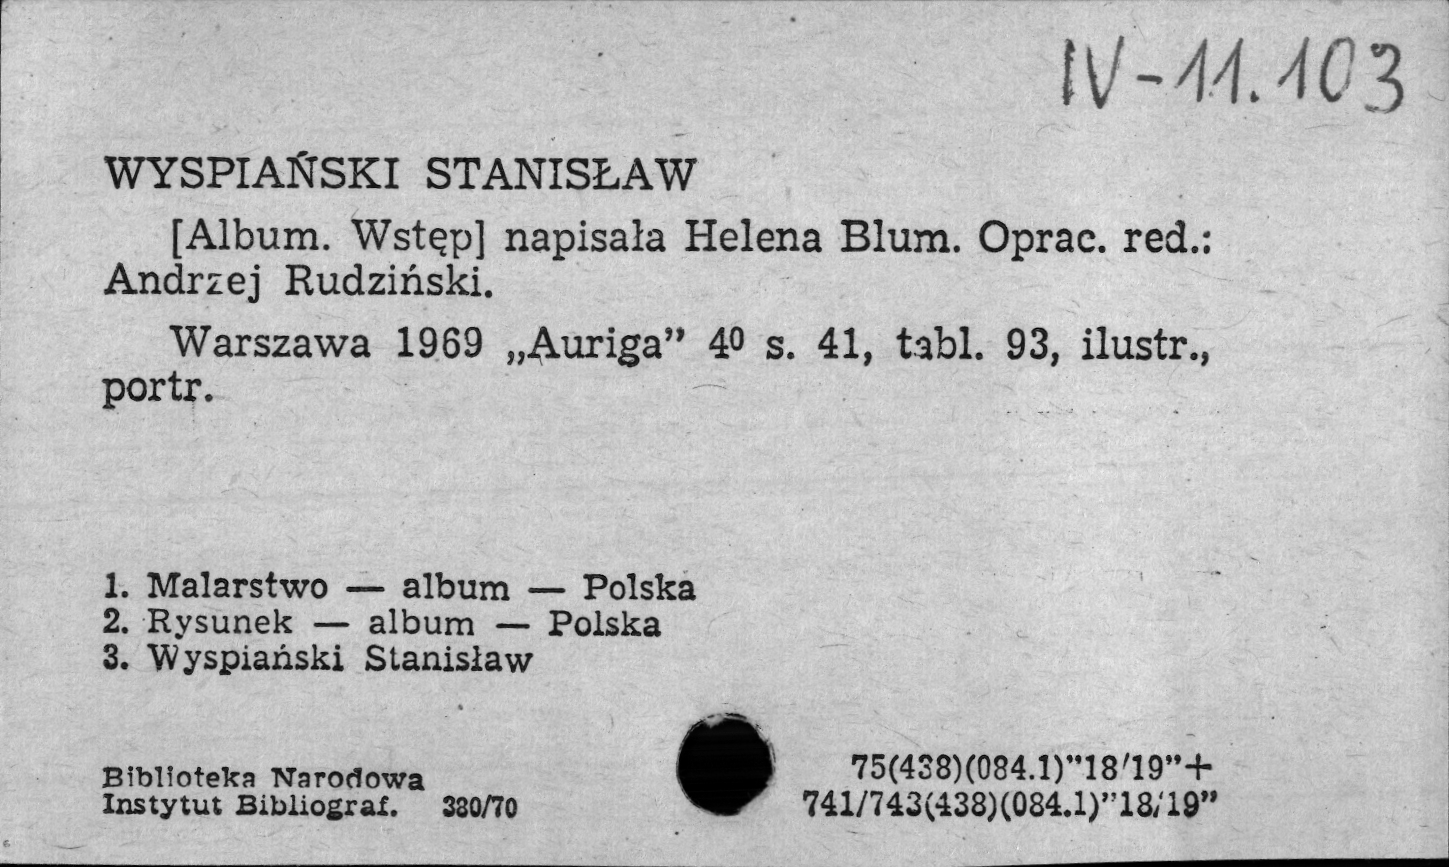 IV-11.103
WYSPIAŃSKI STANISŁAW
[Album. Wstęp] napisała Helena Blum. Oprac. red.:
Andrzej Rudziński.
Warszawa 1969 „Auriga” 4⁰ s. 41, tabl. 93, ilustr.,
portr.
1. Malarstwo — album — Polska
2. Rysunek — album — Polska
3. Wyspiański Stanisław
Biblioteka Narodowa
Instytut Bibliograf. 380/70
75(438)(084.1)”18/19”+
741/743(438)(084.1)”18/19”